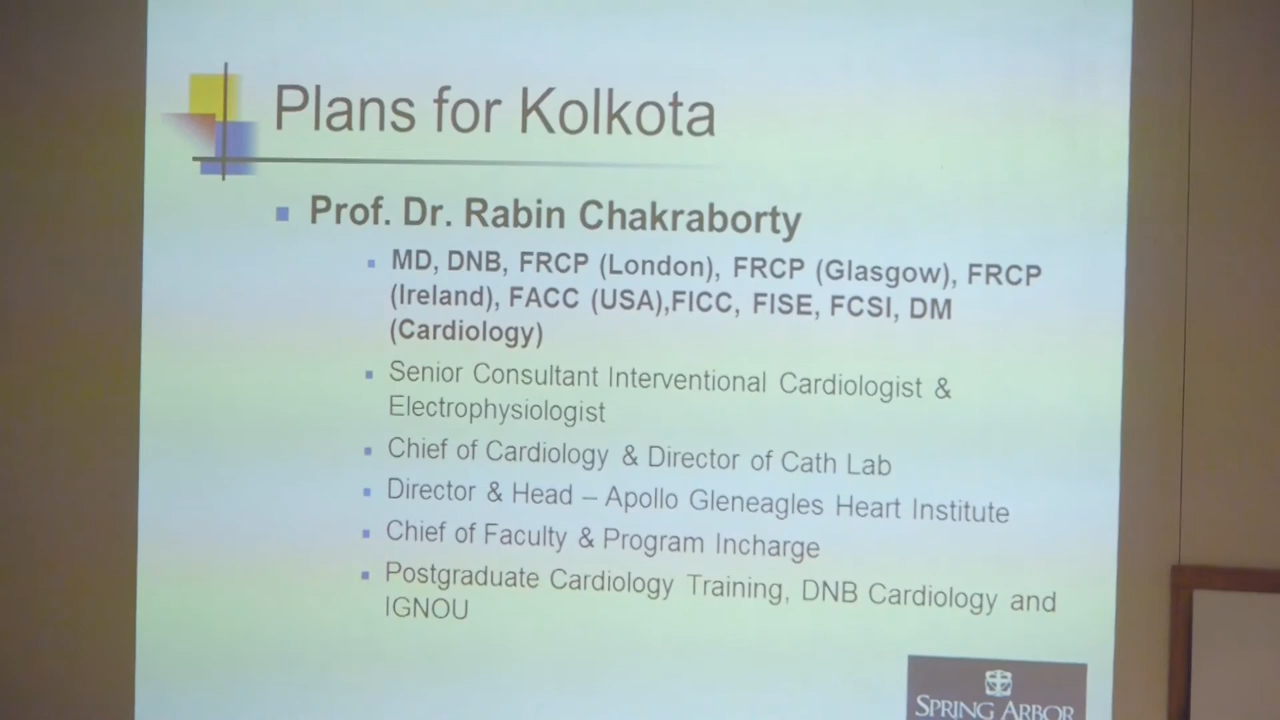 Plans for Kolkota
Prof. Dr. Rabin Chakraborty
MD, DNB, FRCP (London), FRCP (Glasgow), FRCP
(Ireland), FACC (USA),FICC, FISE, FCSI, DM
(Cardiology)
Senior Consultant Interventional Cardiologist &
Electrophysiologist
Chief of Cardiology & Director of Cath Lab
Director & Head – Apollo Gleneagles Heart Institute
Chief of Faculty & Program Incharge
Postgraduate Cardiology Training, DNB Cardiology and
IGNOU
SPRING ARBOR